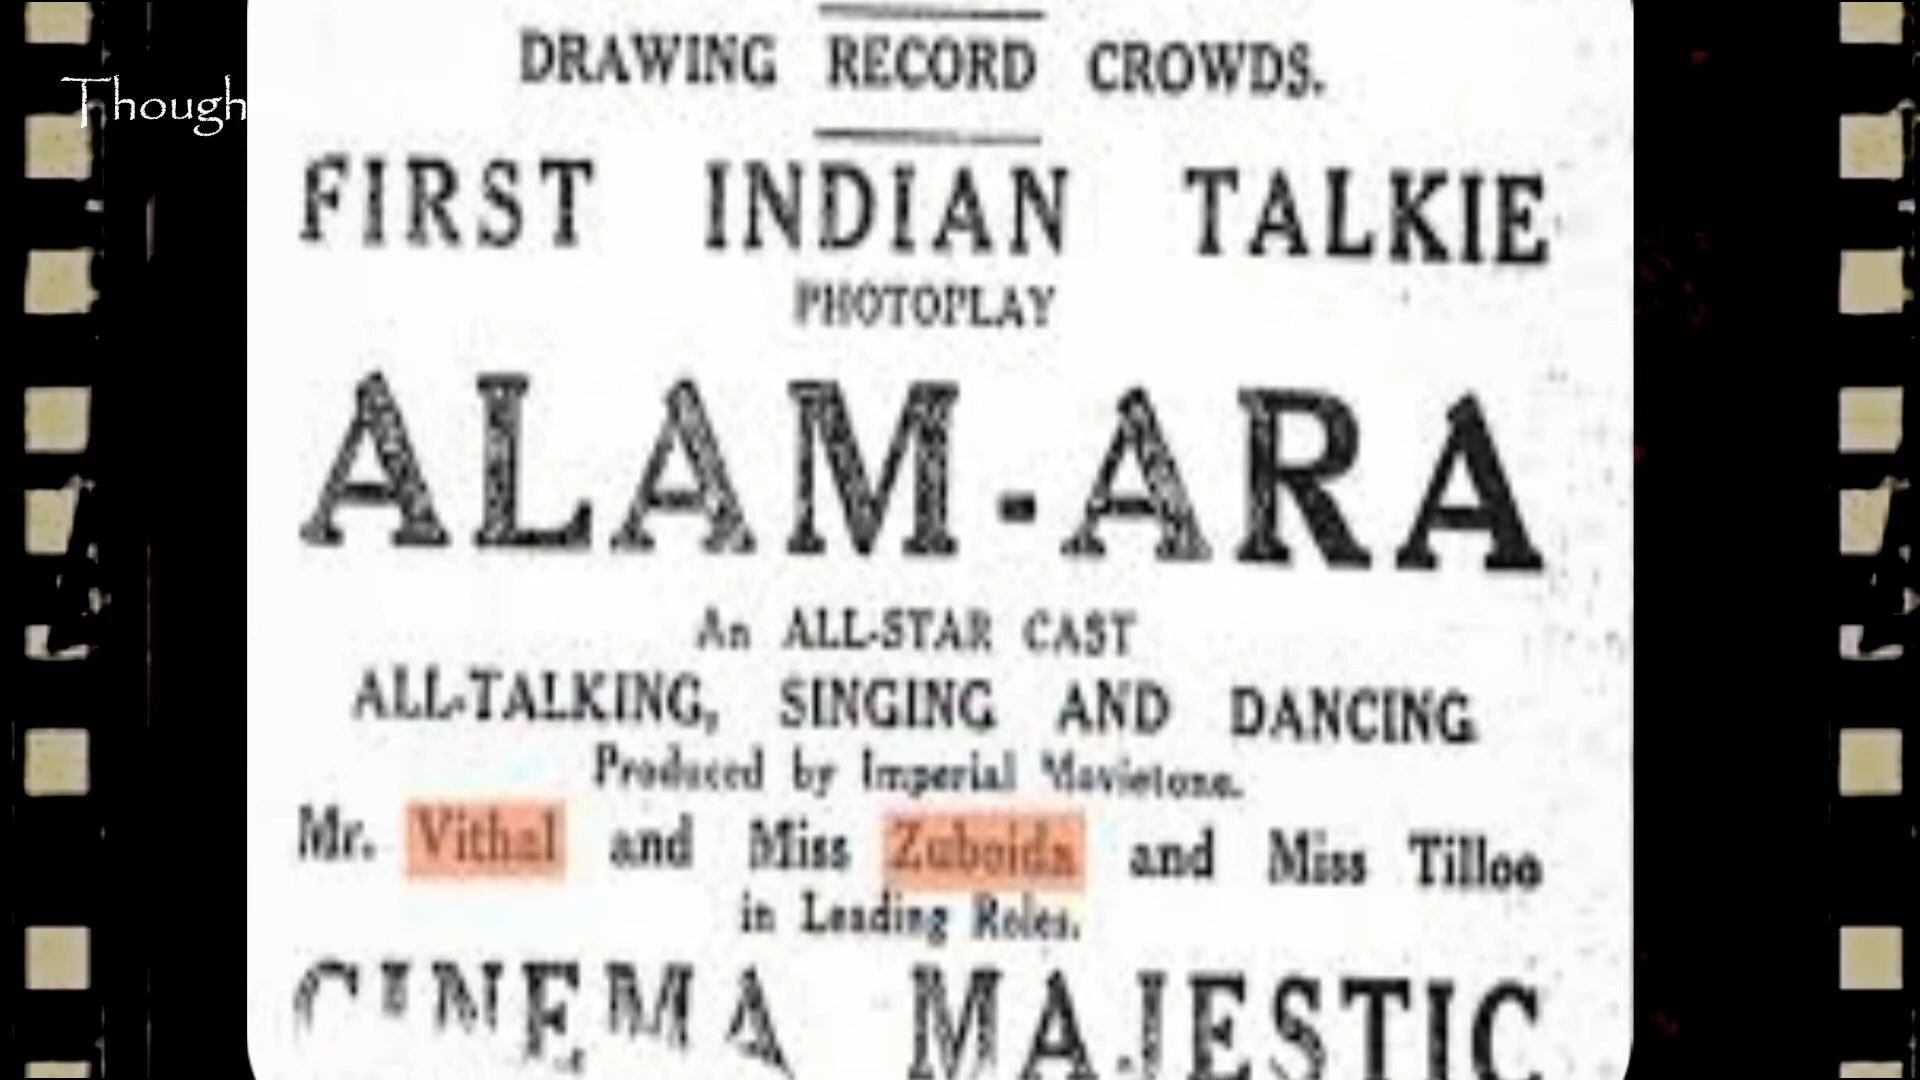 Though
DRAWING RECORD CROWDS.
FIRST INDIAN TALKIE
PHOTOPLAY
ALAM-ARA
An ALL-STAR CAST
ALL-TALKING, SINGING AND DANCING
Produced by Imperial Movietone.
Mr. Vithal and Miss Zubeida and Miss Tilloo
in Leading Roles.
CINEMA MAJESTIC